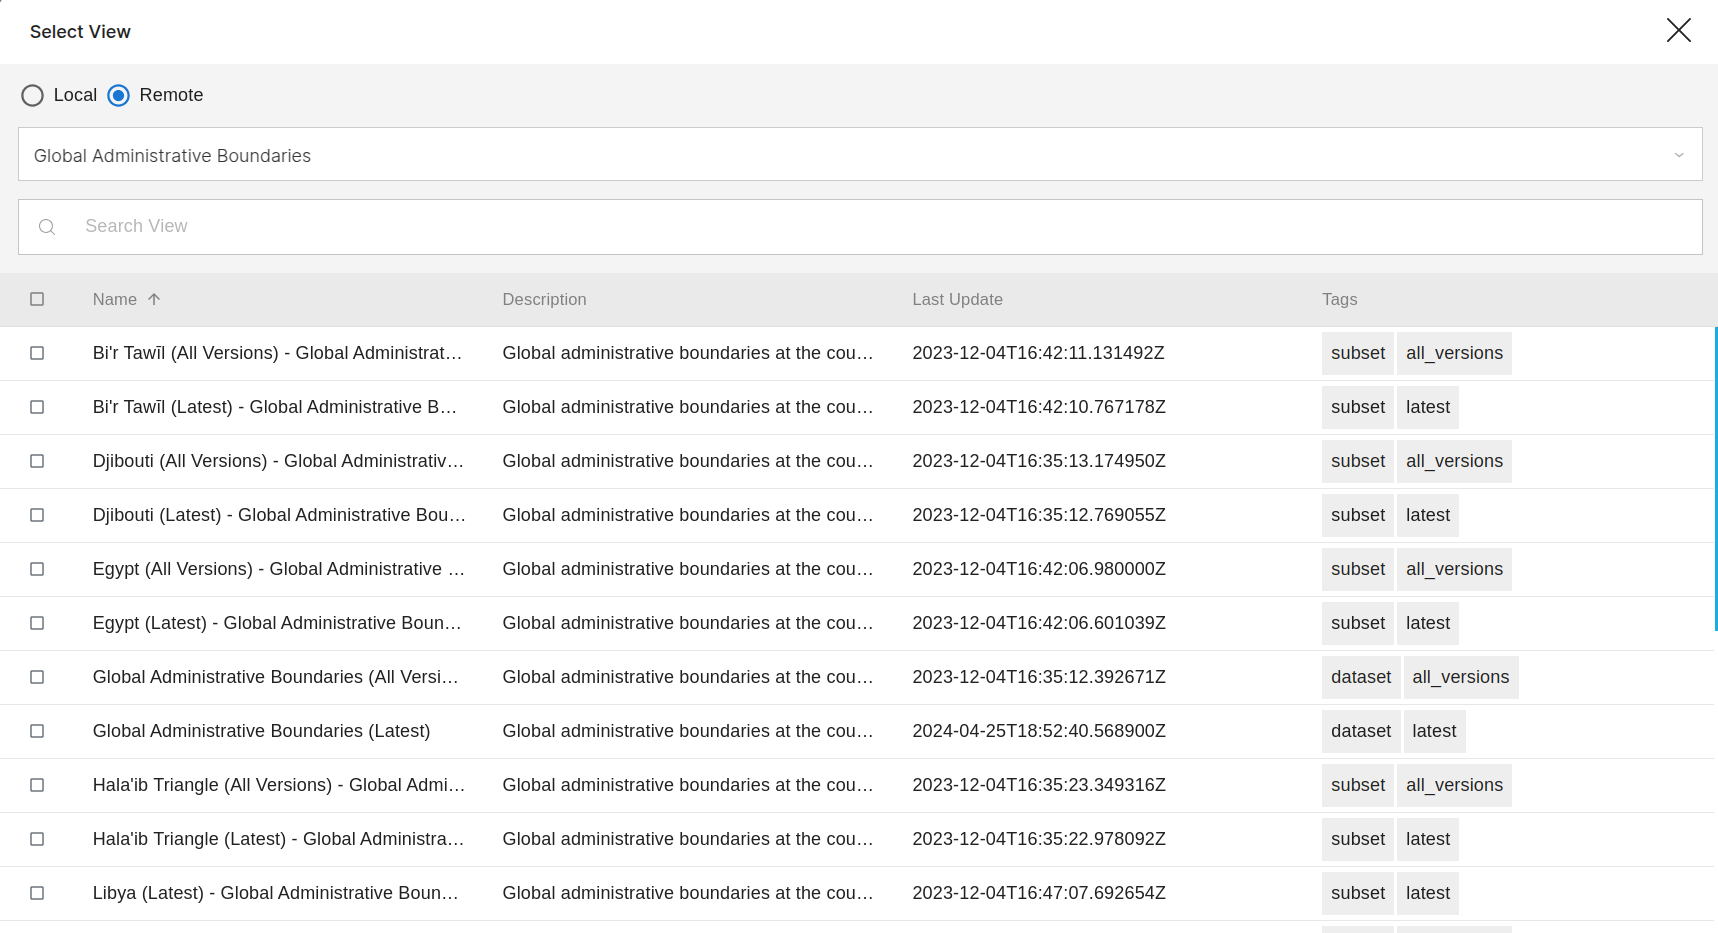 Select View
Local Remote
Global Administrative Boundaries
Search View
Name Description Last Update Tags
Bi'r Tawīl (All Versions) - Global Administrat... Global administrative boundaries at the cou... 2023-12-04T16:42:11.131492Z subset all_versions
Bi'r Tawīl (Latest) - Global Administrative B... Global administrative boundaries at the cou... 2023-12-04T16:42:10.767178Z subset latest
Djibouti (All Versions) - Global Administrativ... Global administrative boundaries at the cou... 2023-12-04T16:35:13.174950Z subset all_versions
Djibouti (Latest) - Global Administrative Bou... Global administrative boundaries at the cou... 2023-12-04T16:35:12.769055Z subset latest
Egypt (All Versions) - Global Administrative ... Global administrative boundaries at the cou... 2023-12-04T16:42:06.980000Z subset all_versions
Egypt (Latest) - Global Administrative Boun... Global administrative boundaries at the cou... 2023-12-04T16:42:06.601039Z subset latest
Global Administrative Boundaries (All Versi... Global administrative boundaries at the cou... 2023-12-04T16:35:12.392671Z dataset all_versions
Global Administrative Boundaries (Latest) Global administrative boundaries at the cou... 2024-04-25T18:52:40.568900Z dataset latest
Hala'ib Triangle (All Versions) - Global Admi... Global administrative boundaries at the cou... 2023-12-04T16:35:23.349316Z subset all_versions
Hala'ib Triangle (Latest) - Global Administra... Global administrative boundaries at the cou... 2023-12-04T16:35:22.978092Z subset latest
Libya (Latest) - Global Administrative Boun... Global administrative boundaries at the cou... 2023-12-04T16:47:07.692654Z subset latest